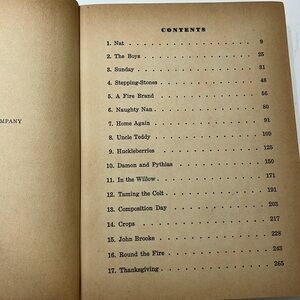 MPANY
CONTENTS
1. Nat 9
2. The Boys 25
3. Sunday 31
4. Stepping-Stones 48
5. A Fire Brand 56
6. Naughty Nan 80
7. Home Again 91
8. Uncle Teddy 109
9. Huckleberries 125
10. Damon and Pythias 150
11. In the Willow 171
12. Taming the Colt 191
13. Composition Day 203
14. Crops 217
15. John Brooke 228
16. Round the Fire 243
17. Thanksgiving 265